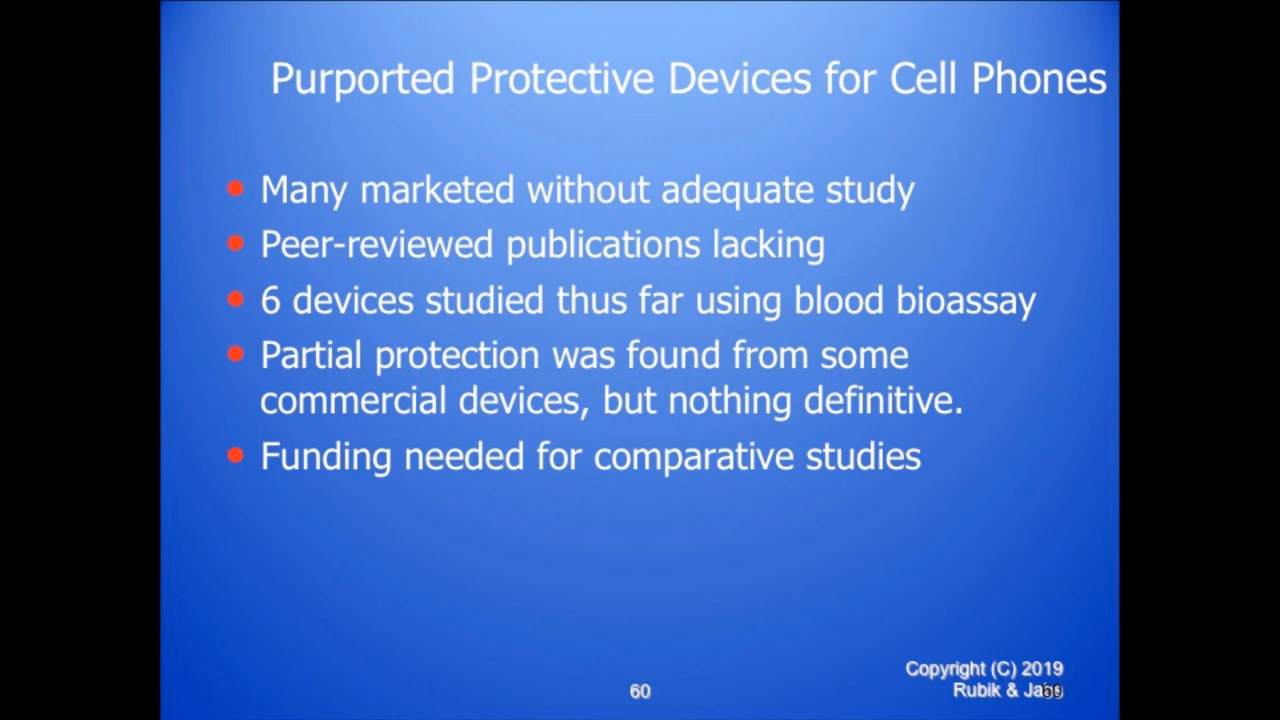 Purported Protective Devices for Cell Phones
Many marketed without adequate study
Peer-reviewed publications lacking
6 devices studied thus far using blood bioassay
Partial protection was found from some
commercial devices, but nothing definitive.
Funding needed for comparative studies
Copyright (C) 2019
Rubik &
60
60